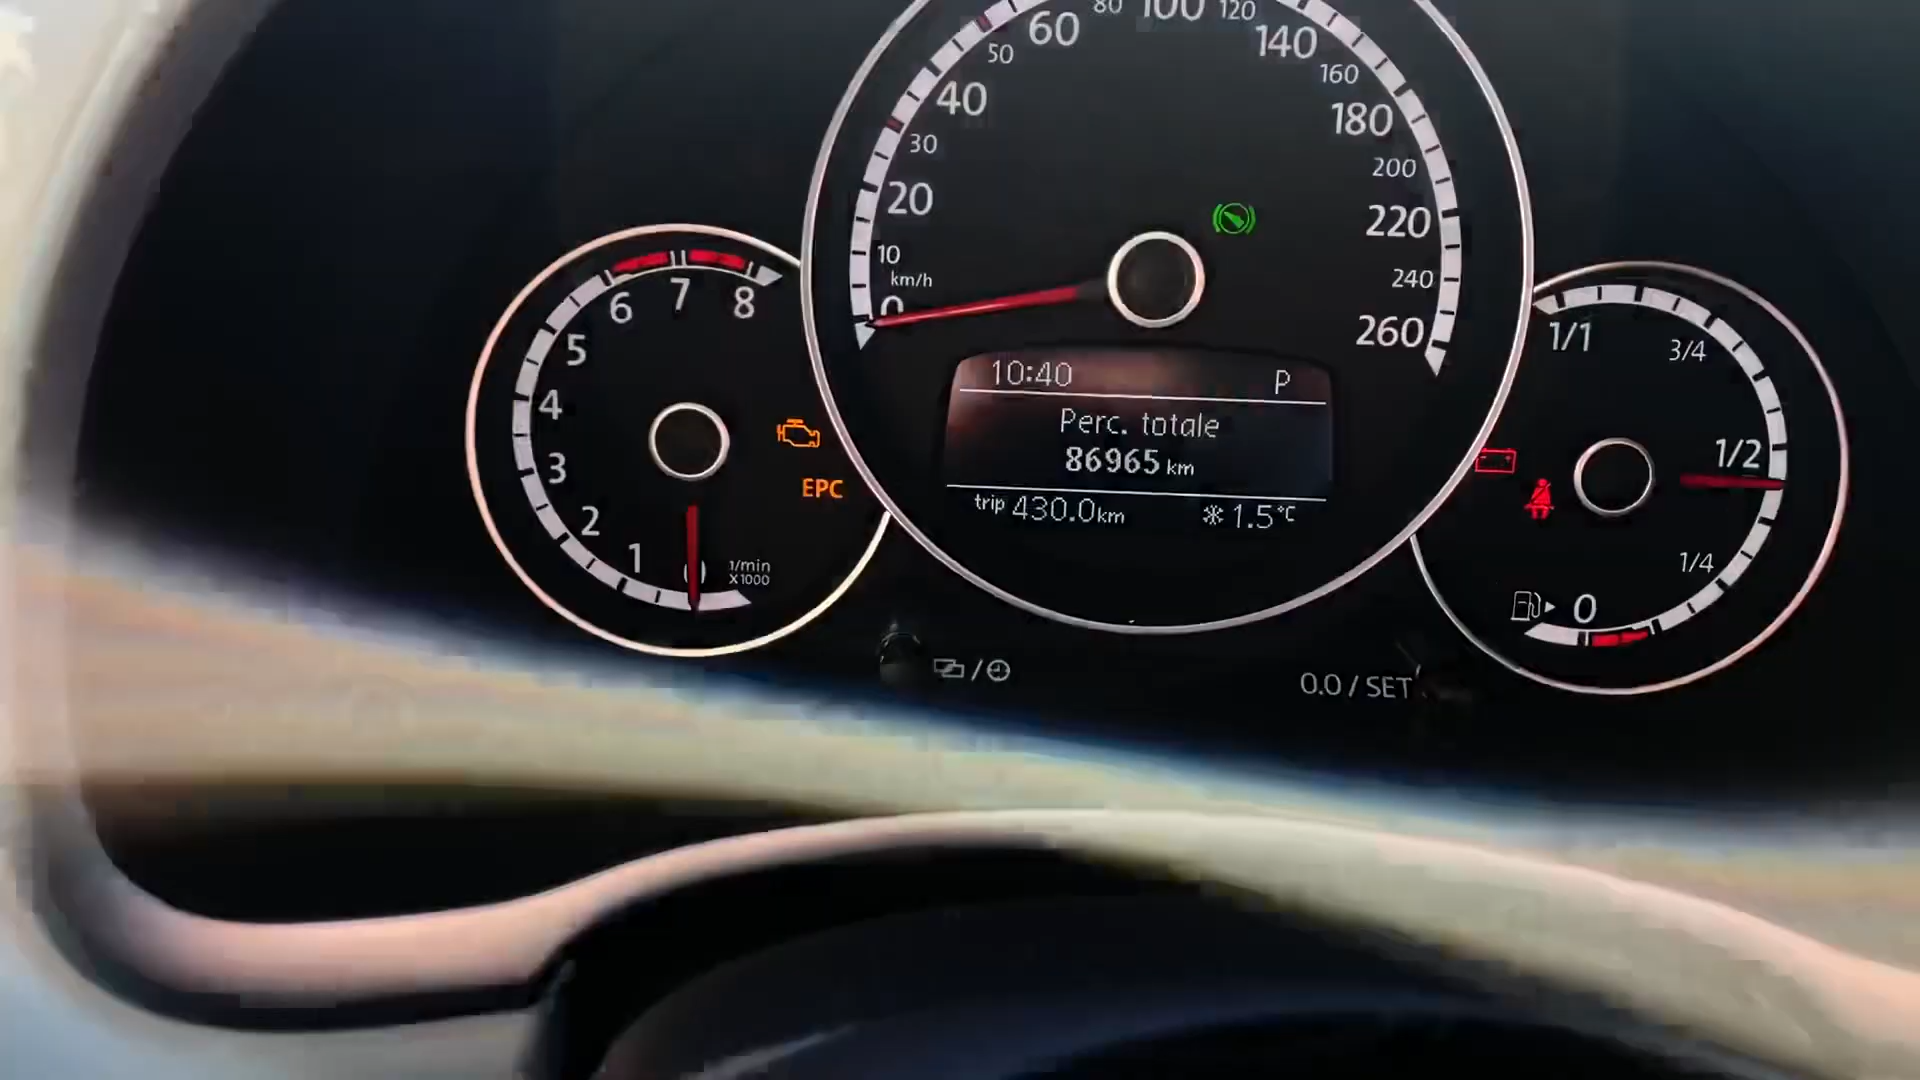 80 100 120
60 140
50 160
40 180
30 200
20 220
10 240
km/h
0 260
6 7 8
5
4
3
2
1
0
1/min
X1000
EPC
10:40 P
Perc. totale
86965 km
trip 430.0km 1.5°C
1/1 3/4
1/2
1/4
0
0.0 / SET